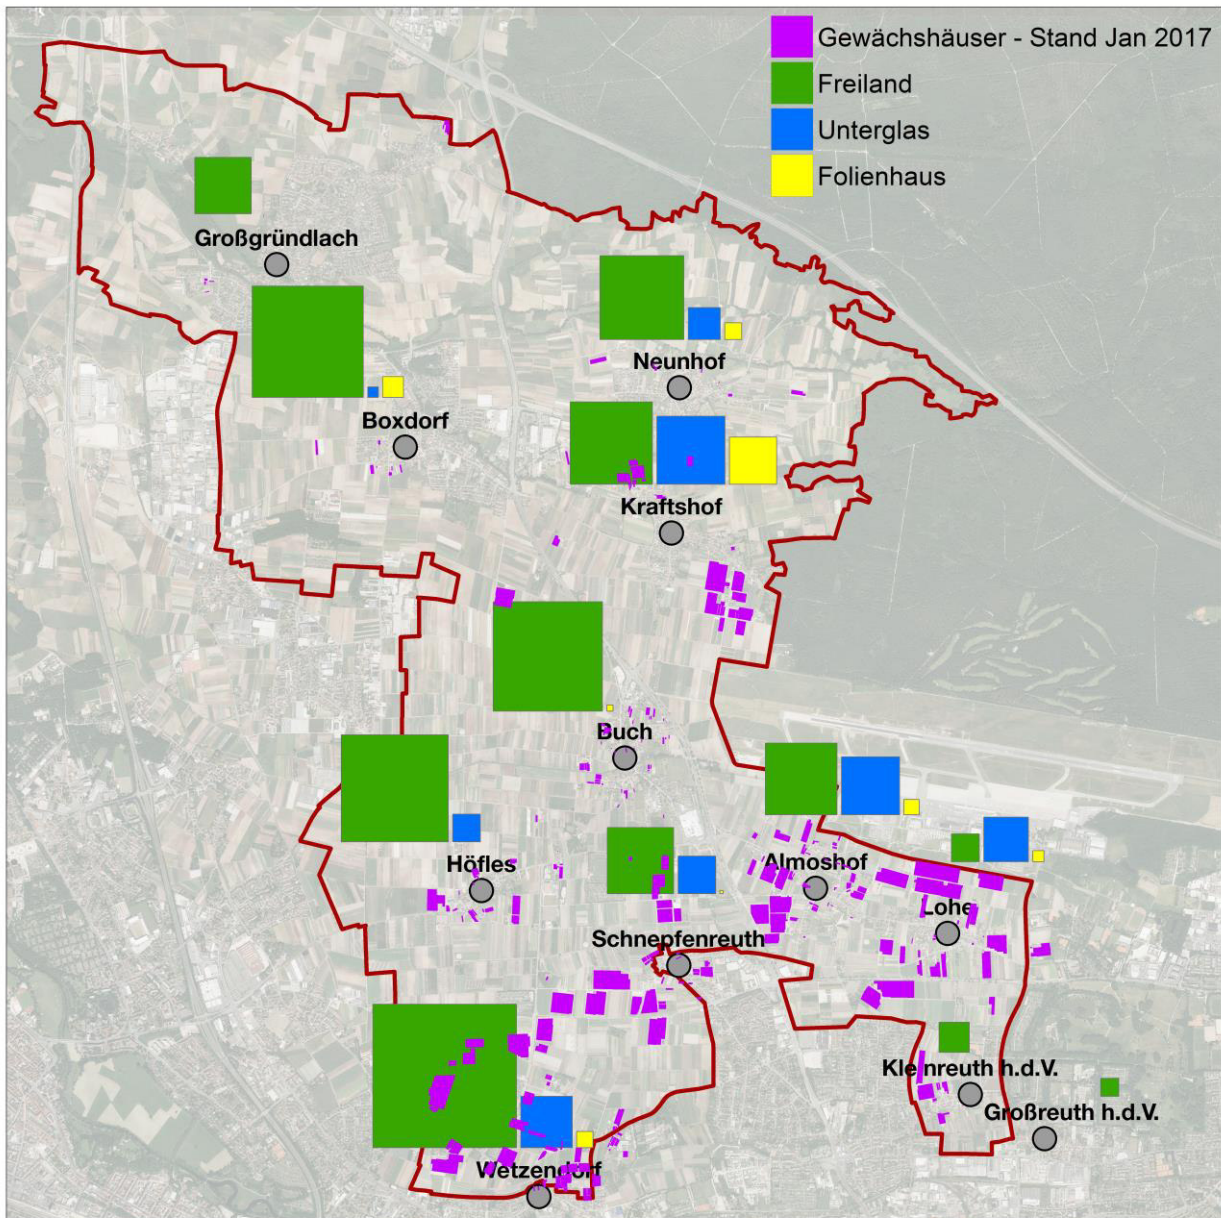 Gewächshäuser - Stand Jan 2017
Freiland
Unterglas
Folienhaus
Großgründlach
Neunhof
Boxdorf
Kraftshof
Buch
Höfles
Almoshof
Lohe
Schnepfenreuth
Kleinreuth h.d.V.
Großreuth h.d.V.
Wetzendorf